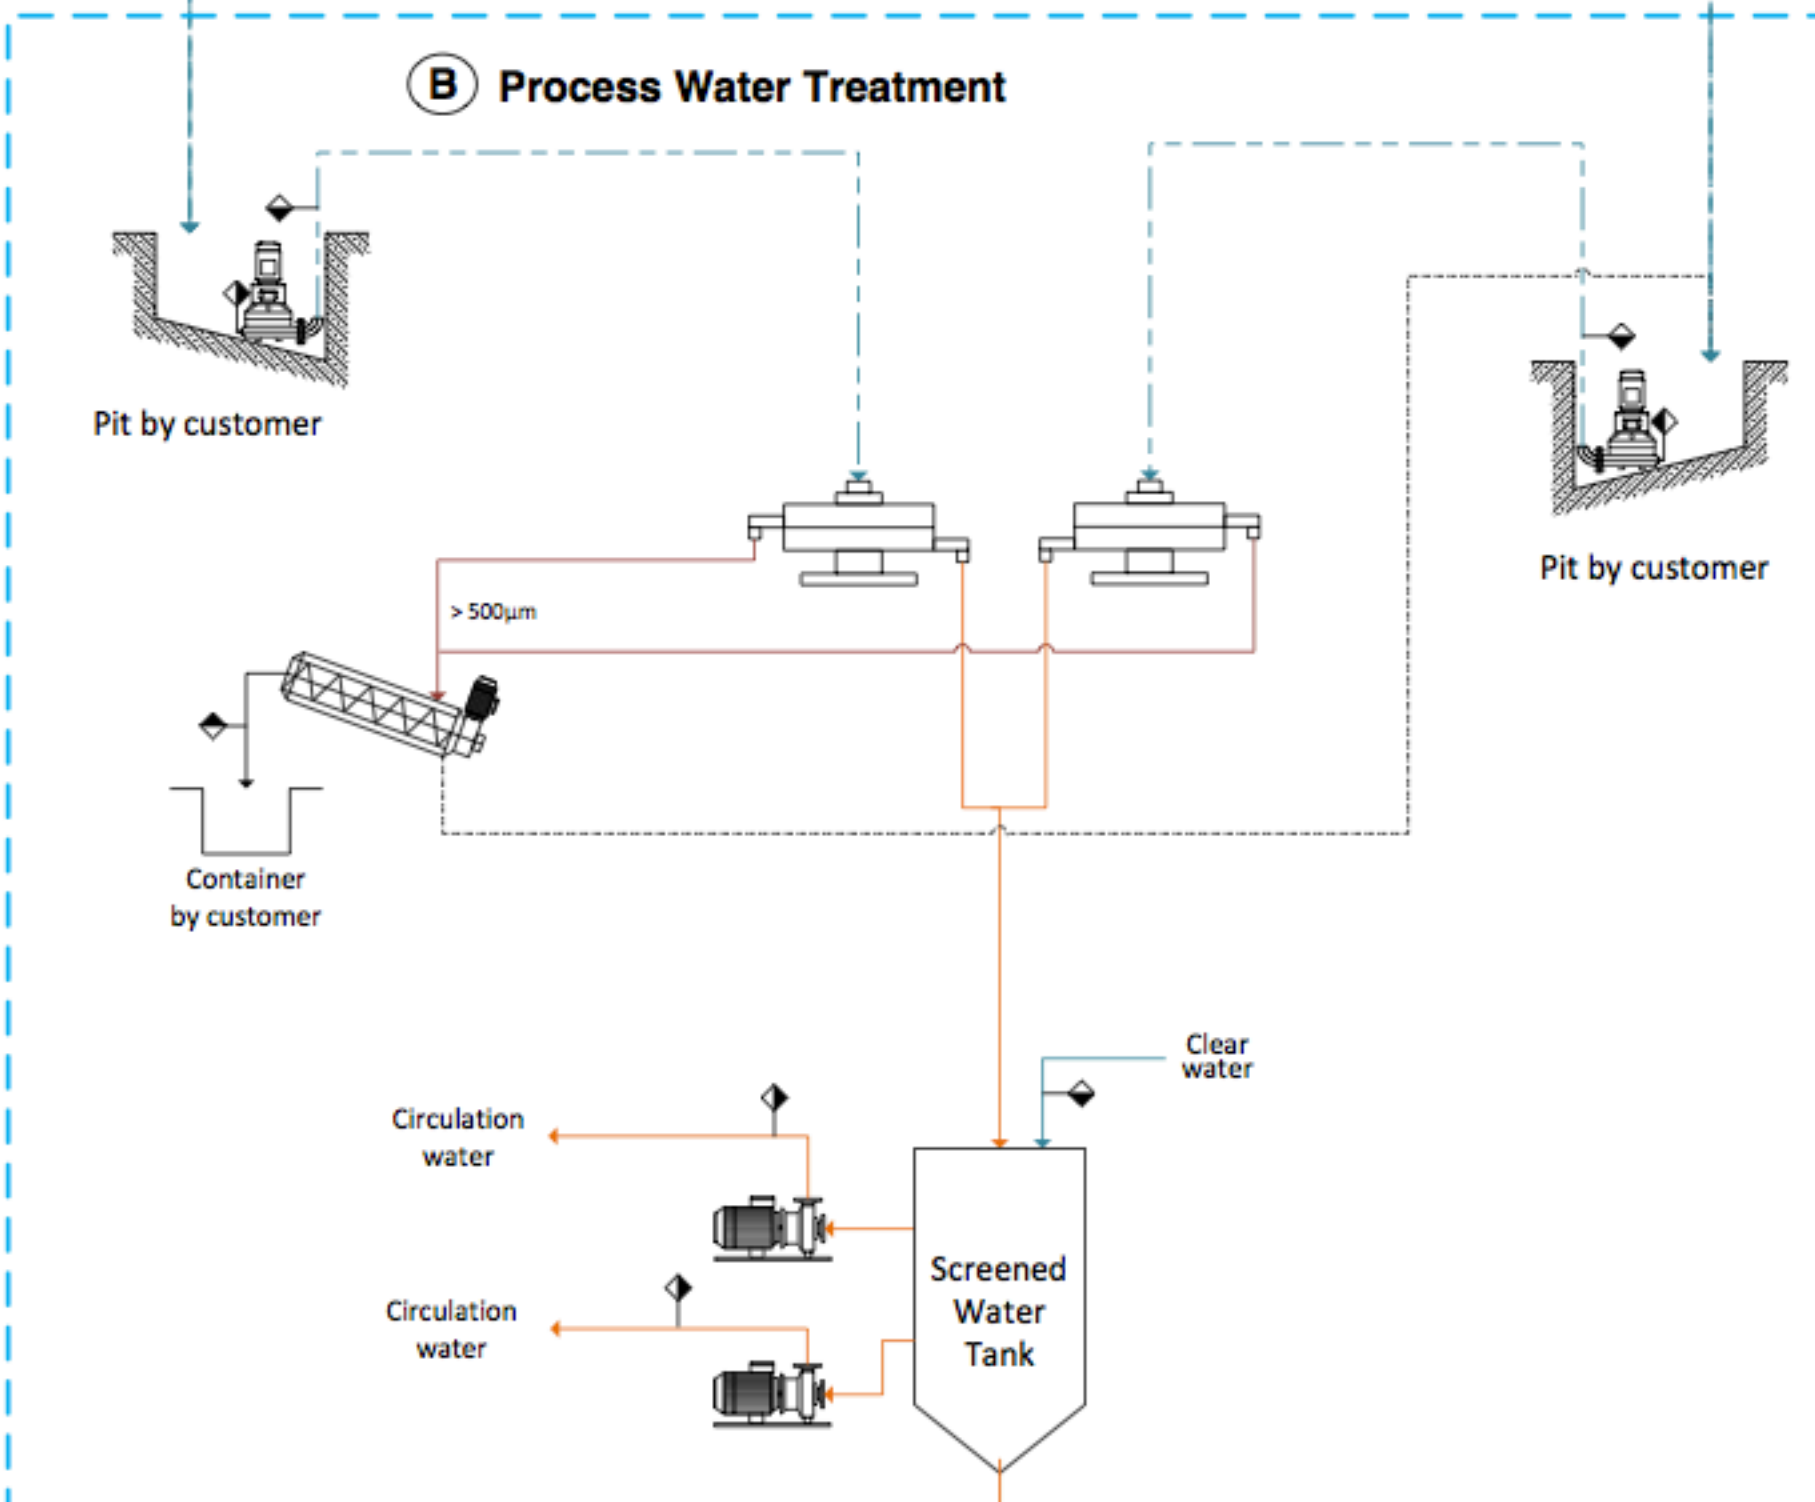 B Process Water Treatment
Pit by customer
Pit by customer
> 500µm
Container
by customer
Clear
water
Circulation
water
Screened
Water
Tank
Circulation
water